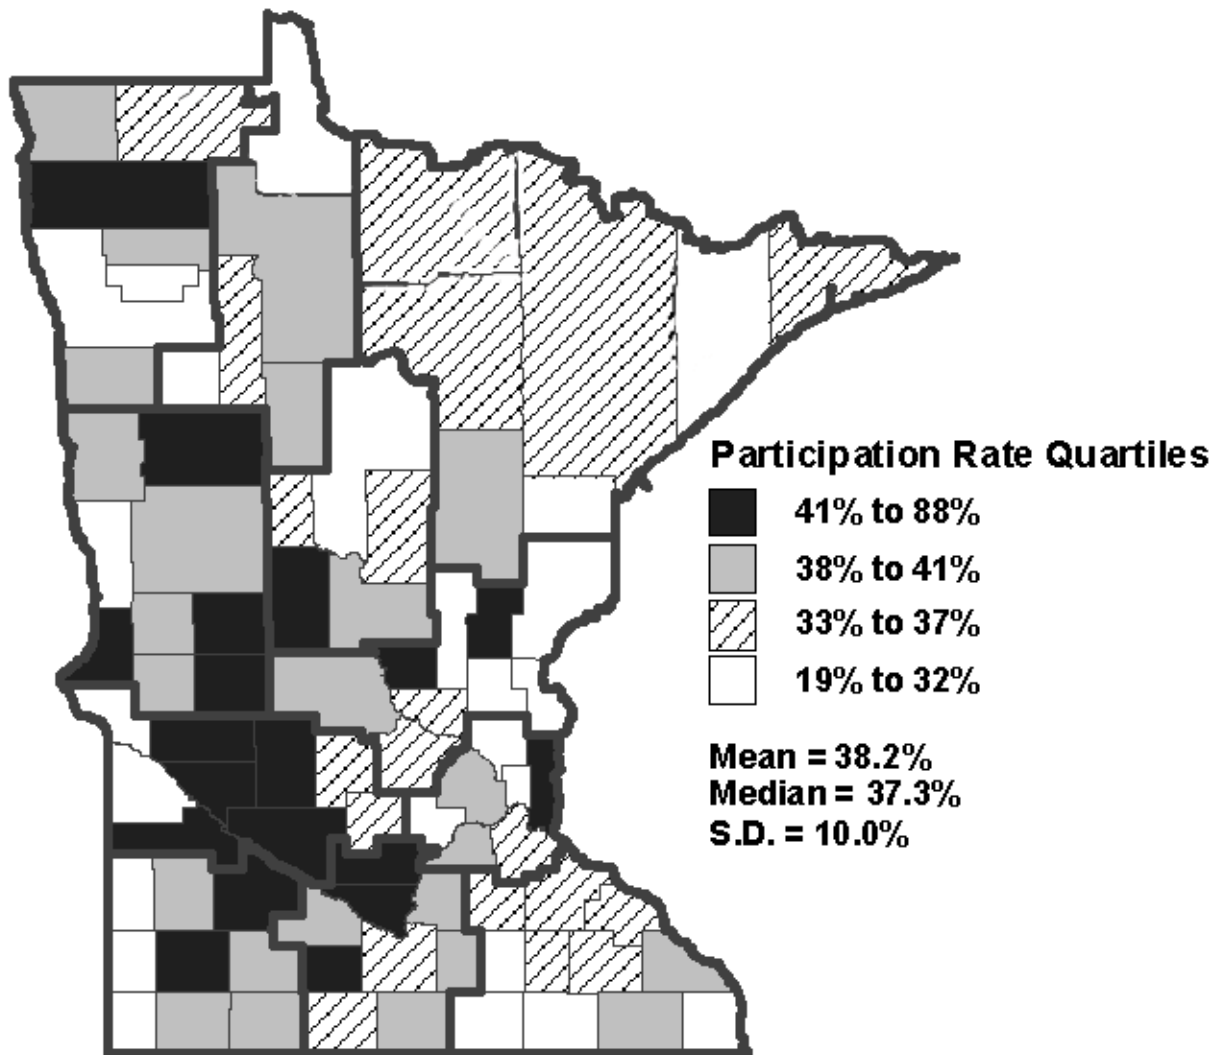 Participation Rate Quartiles
41% to 88%
38% to 41%
33% to 37%
19% to 32%
Mean = 38.2%
Median = 37.3%
S.D. = 10.0%